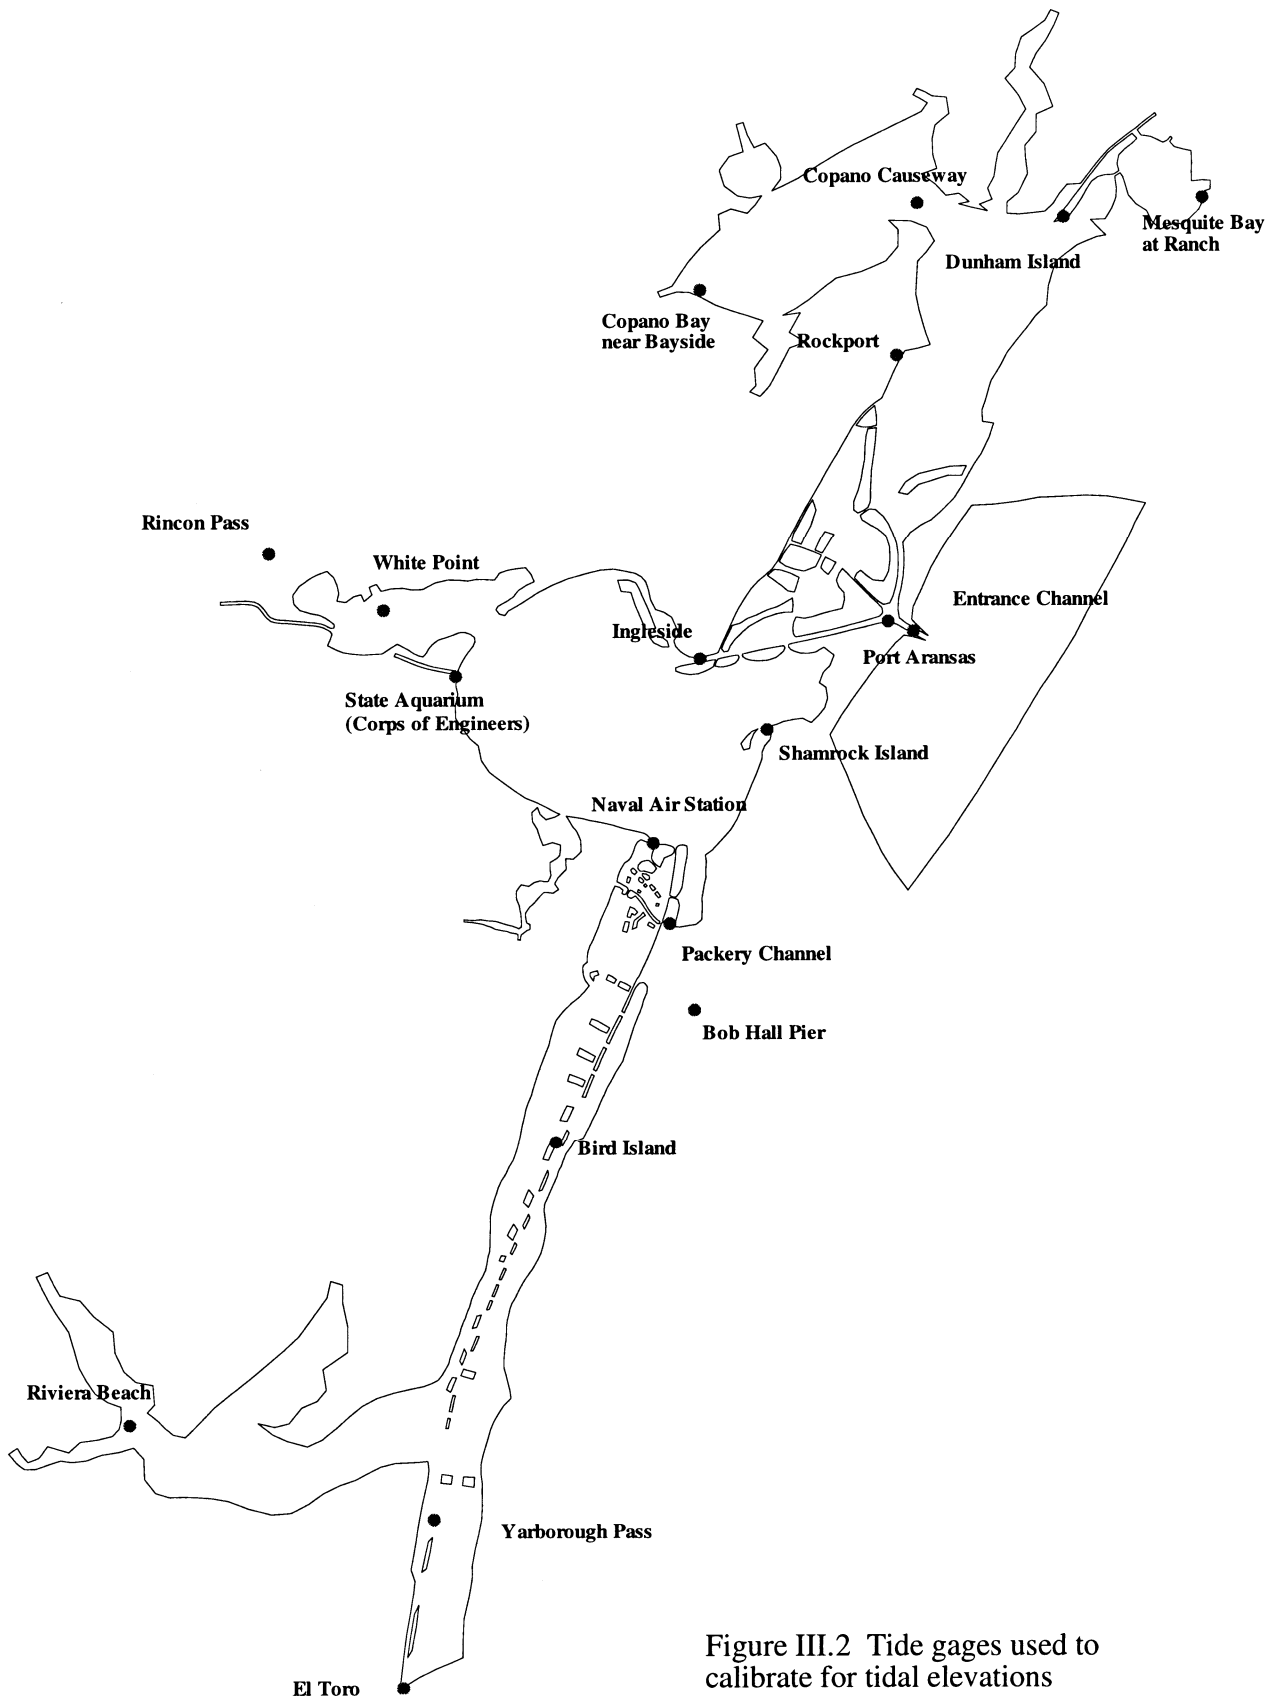 Copano Causeway
Mesquite Bay
at Ranch
Dunham Island
Copano Bay
near Bayside
Rockport
Rincon Pass
White Point
Entrance Channel
Ingleside
Port Aransas
State Aquarium
(Corps of Engineers)
Shamrock Island
Naval Air Station
Packery Channel
Bob Hall Pier
Bird Island
Riviera Beach
Yarborough Pass
El Toro
Figure III.2 Tide gages used to
calibrate for tidal elevations